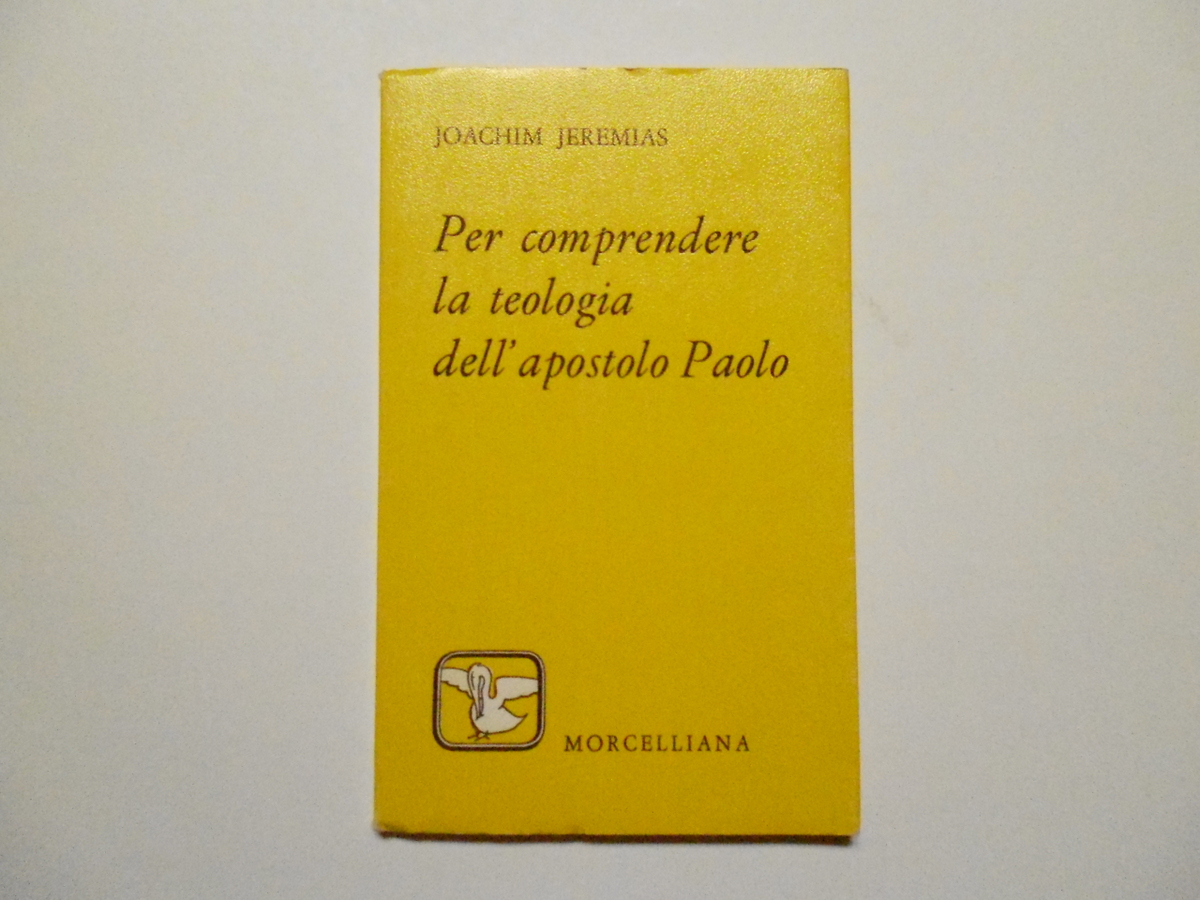 JOACHIM JEREMIAS
Per comprendere
la teologia
dell'apostolo Paolo
MORCELLIANA